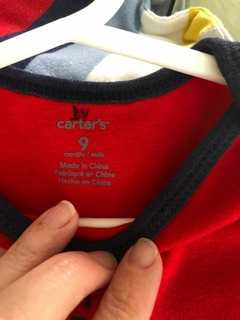 carter's
9
months / mois
Made in China
Fabriqué en Chine
Hecho en China